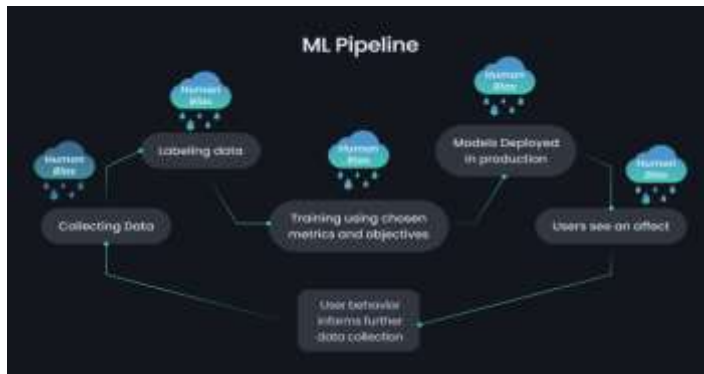 ML Pipeline
Human
Bias
Collecting Data
Human
Bias
Labeling data
Human
Bias
Training using chosen
metrics and objectives
Human
Bias
Models Deployed
in production
Human
Bias
Users see an affect
User behavior
informs further
data collection